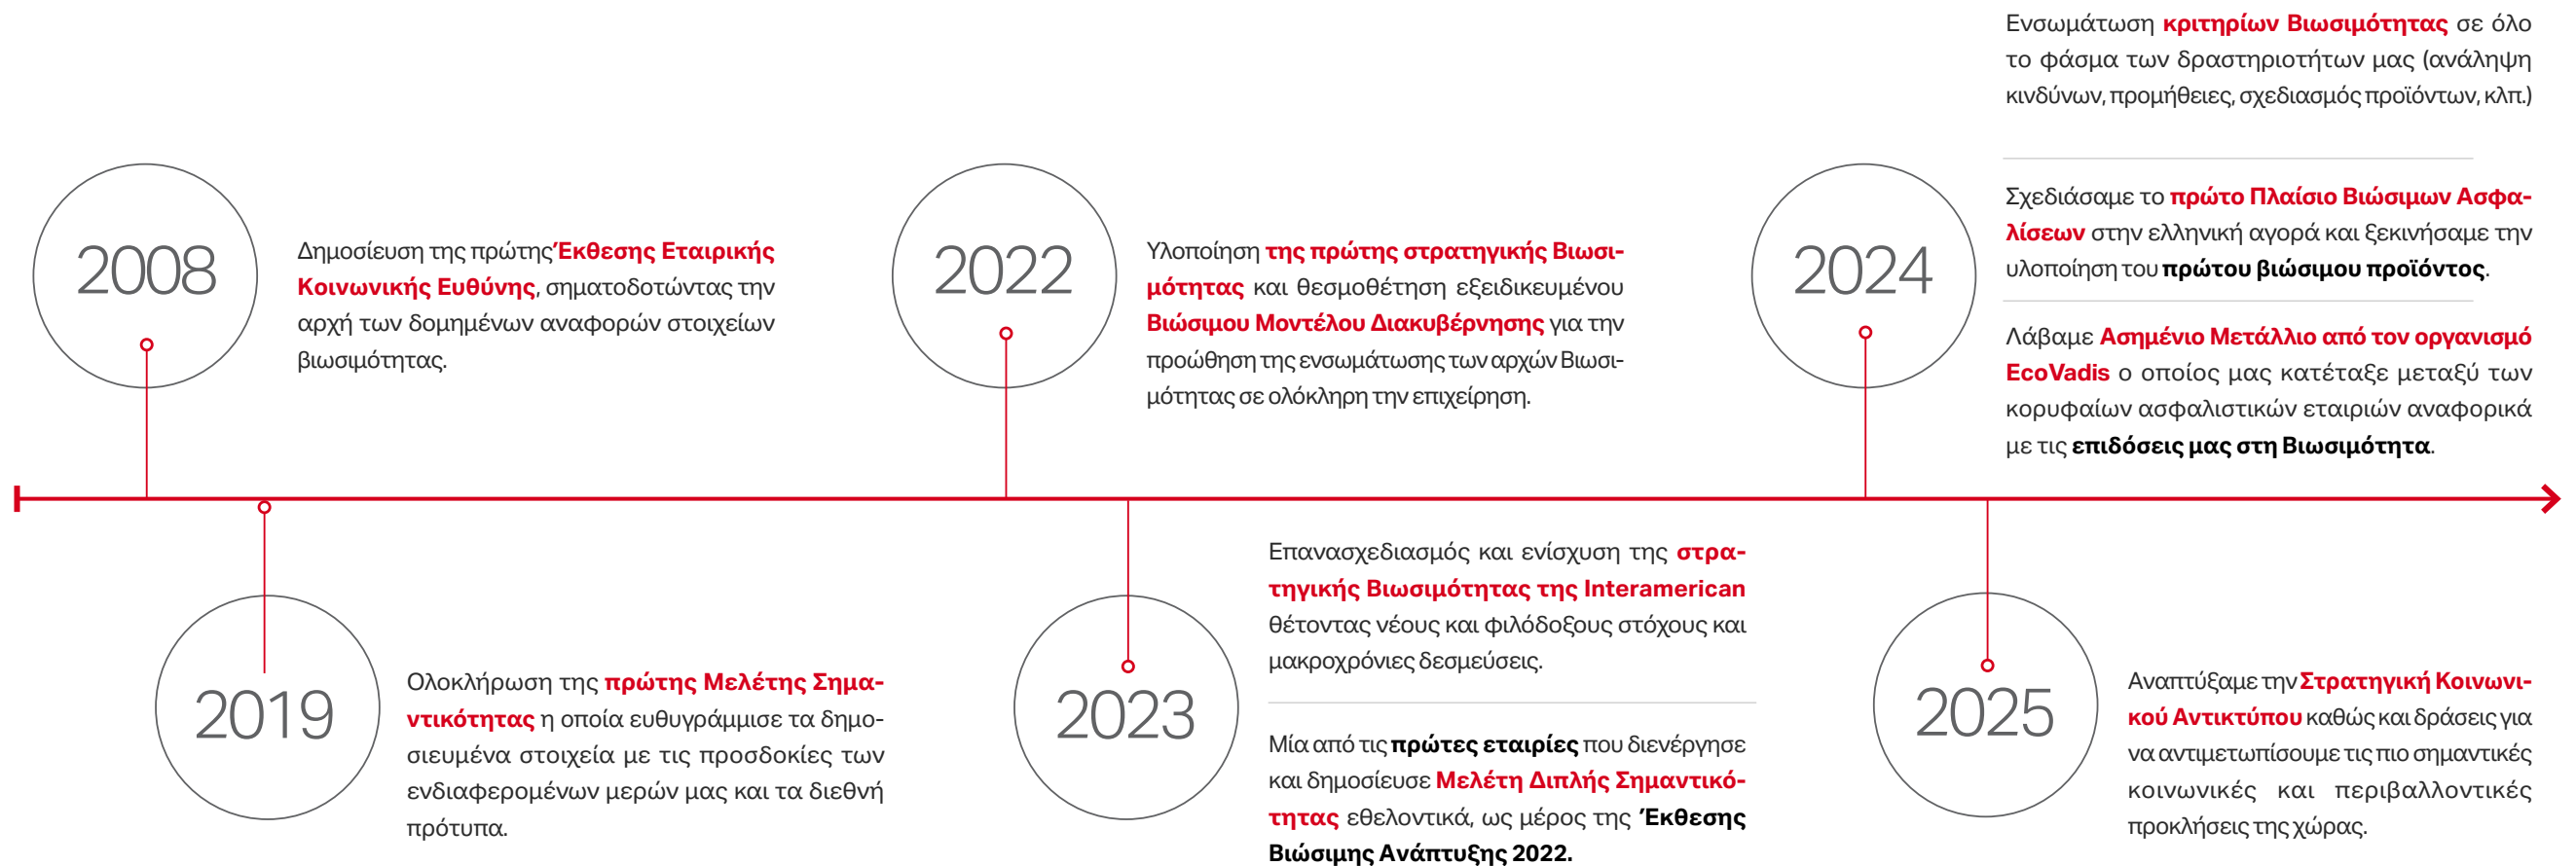 2008
Δημοσίευση της πρώτης Έκθεσης Εταιρικής
Κοινωνικής Ευθύνης, σηματοδοτώντας την
αρχή των δομημένων αναφορών στοιχείων
βιωσιμότητας.
2019
Ολοκλήρωση της πρώτης Μελέτης Σημα-
ντικότητας η οποία ευθυγράμμισε τα δημο-
σιευμένα στοιχεία με τις προσδοκίες των
ενδιαφερομένων μερών μας και τα διεθνή
πρότυπα.
2022
Υλοποίηση της πρώτης στρατηγικής Βιωσι-
μότητας και θεσμοθέτηση εξειδικευμένου
Βιώσιμου Μοντέλου Διακυβέρνησης για την
προώθηση της ενσωμάτωσης των αρχών Βιωσι-
μότητας σε ολόκληρη την επιχείρηση.
2023
Επανασχεδιασμός και ενίσχυση της στρα-
τηγικής Βιωσιμότητας της Interamerican
θέτοντας νέους και φιλόδοξους στόχους και
μακροχρόνιες δεσμεύσεις.
Μία από τις πρώτες εταιρίες που διενέργησε
και δημοσίευσε Μελέτη Διπλής Σημαντικό-
τητας εθελοντικά, ως μέρος της Έκθεσης
Βιώσιμης Ανάπτυξης 2022.
2024
Ενσωμάτωση κριτηρίων Βιωσιμότητας σε όλο
το φάσμα των δραστηριοτήτων μας (ανάληψη
κινδύνων, προμήθειες, σχεδιασμός προϊόντων, κλπ.)
Σχεδιάσαμε το πρώτο Πλαίσιο Βιώσιμων Ασφα-
λίσεων στην ελληνική αγορά και ξεκινήσαμε την
υλοποίηση του πρώτου βιώσιμου προϊόντος.
Λάβαμε Ασημένιο Μετάλλιο από τον οργανισμό
EcoVadis ο οποίος μας κατέταξε μεταξύ των
κορυφαίων ασφαλιστικών εταιριών αναφορικά
με τις επιδόσεις μας στη Βιωσιμότητα.
2025
Αναπτύξαμε την Στρατηγική Κοινωνι-
κού Αντικτύπου καθώς και δράσεις για
να αντιμετωπίσουμε τις πιο σημαντικές
κοινωνικές και περιβαλλοντικές
προκλήσεις της χώρας.